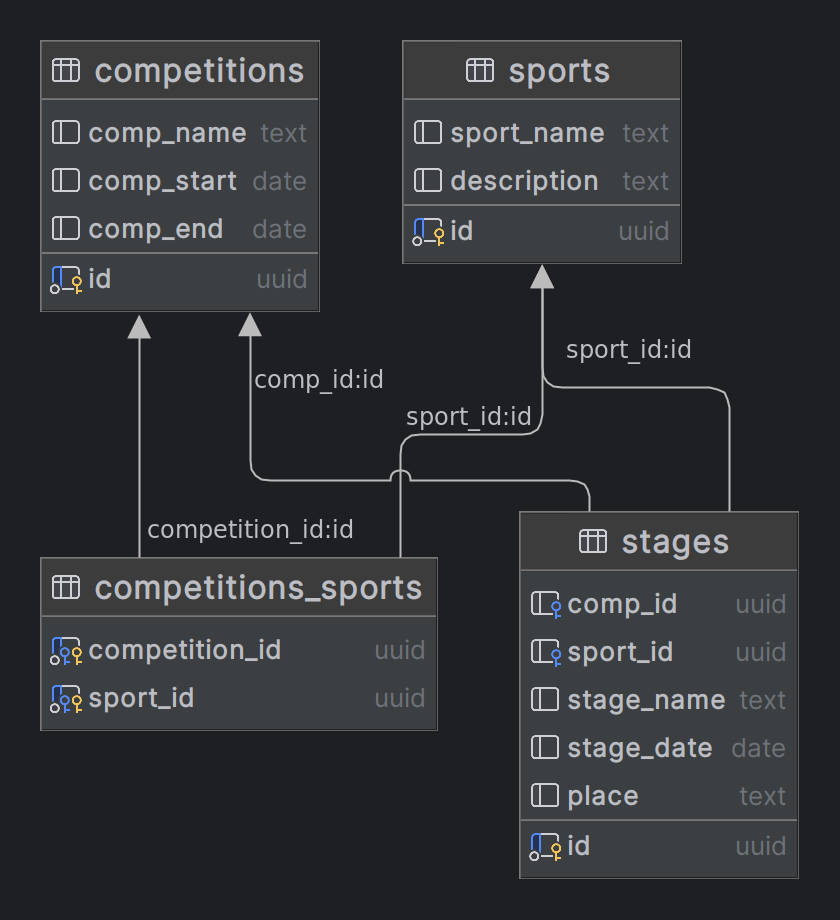 competitions
comp_name text
comp_start date
comp_end date
id uuid
sports
sport_name text
description text
id uuid
comp_id:id
sport_id:id
sport_id:id
competition_id:id
competitions_sports
competition_id uuid
sport_id uuid
stages
comp_id uuid
sport_id uuid
stage_name text
stage_date date
place text
id uuid